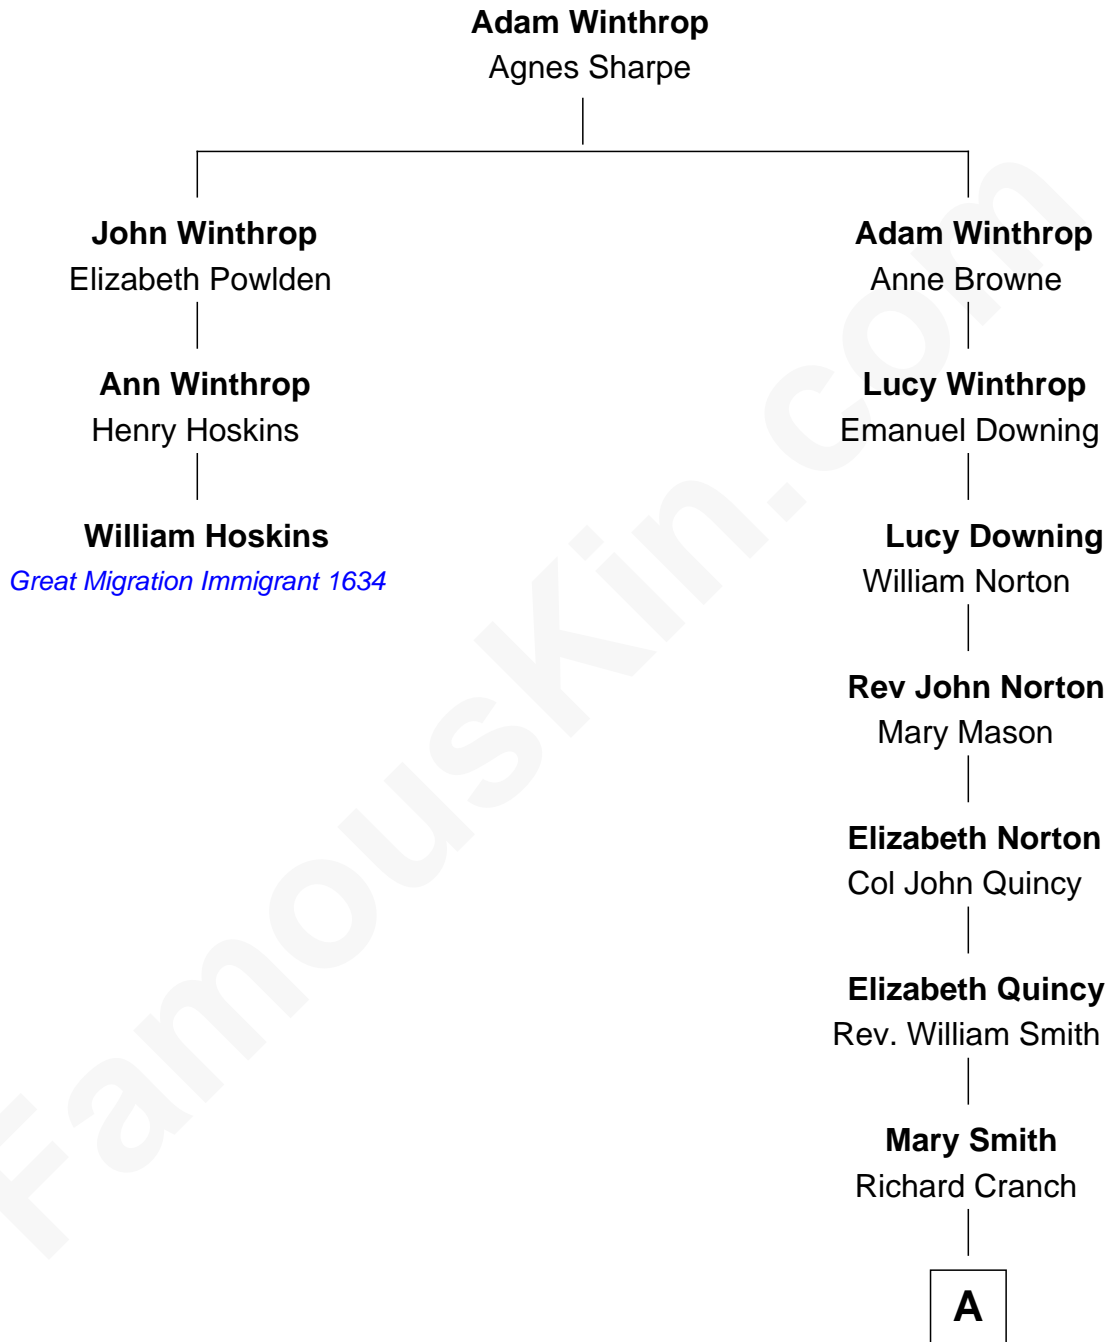 Adam Winthrop
Agnes Sharpe
John Winthrop
Elizabeth Powlden
Adam Winthrop
Anne Browne
Ann Winthrop
Henry Hoskins
Lucy Winthrop
Emanuel Downing
William Hoskins
Great Migration Immigrant 1634
Lucy Downing
William Norton
Rev John Norton
Mary Mason
Elizabeth Norton
Col John Quincy
Elizabeth Quincy
Rev. William Smith
Mary Smith
Richard Cranch
A
FamousKin.com